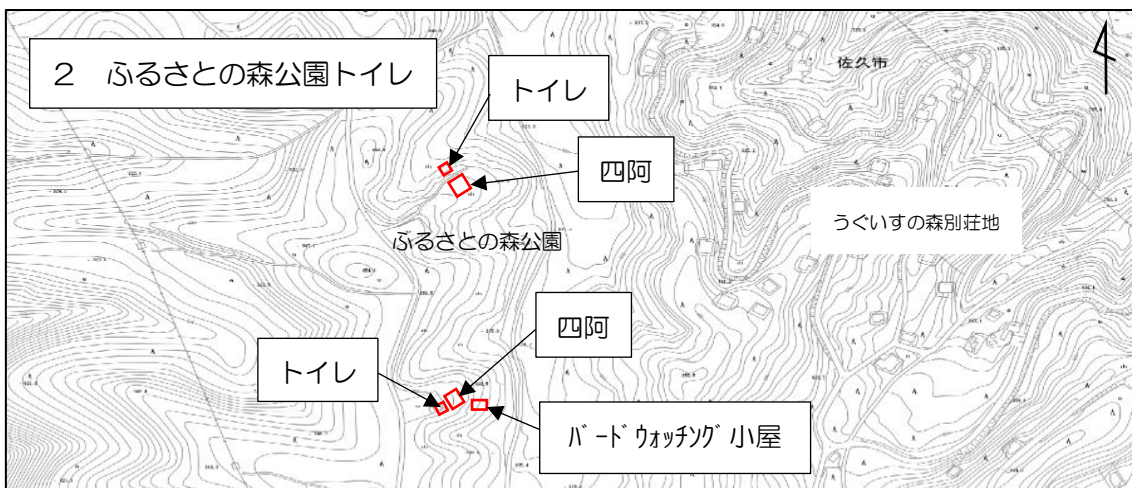 ２　ふるさとの森公園トイレ
佐久市
トイレ
四阿
うぐいすの森別荘地
ふるさとの森公園
四阿
トイレ
ﾊﾞｰﾄﾞｳｫｯﾁﾝｸﾞ小屋